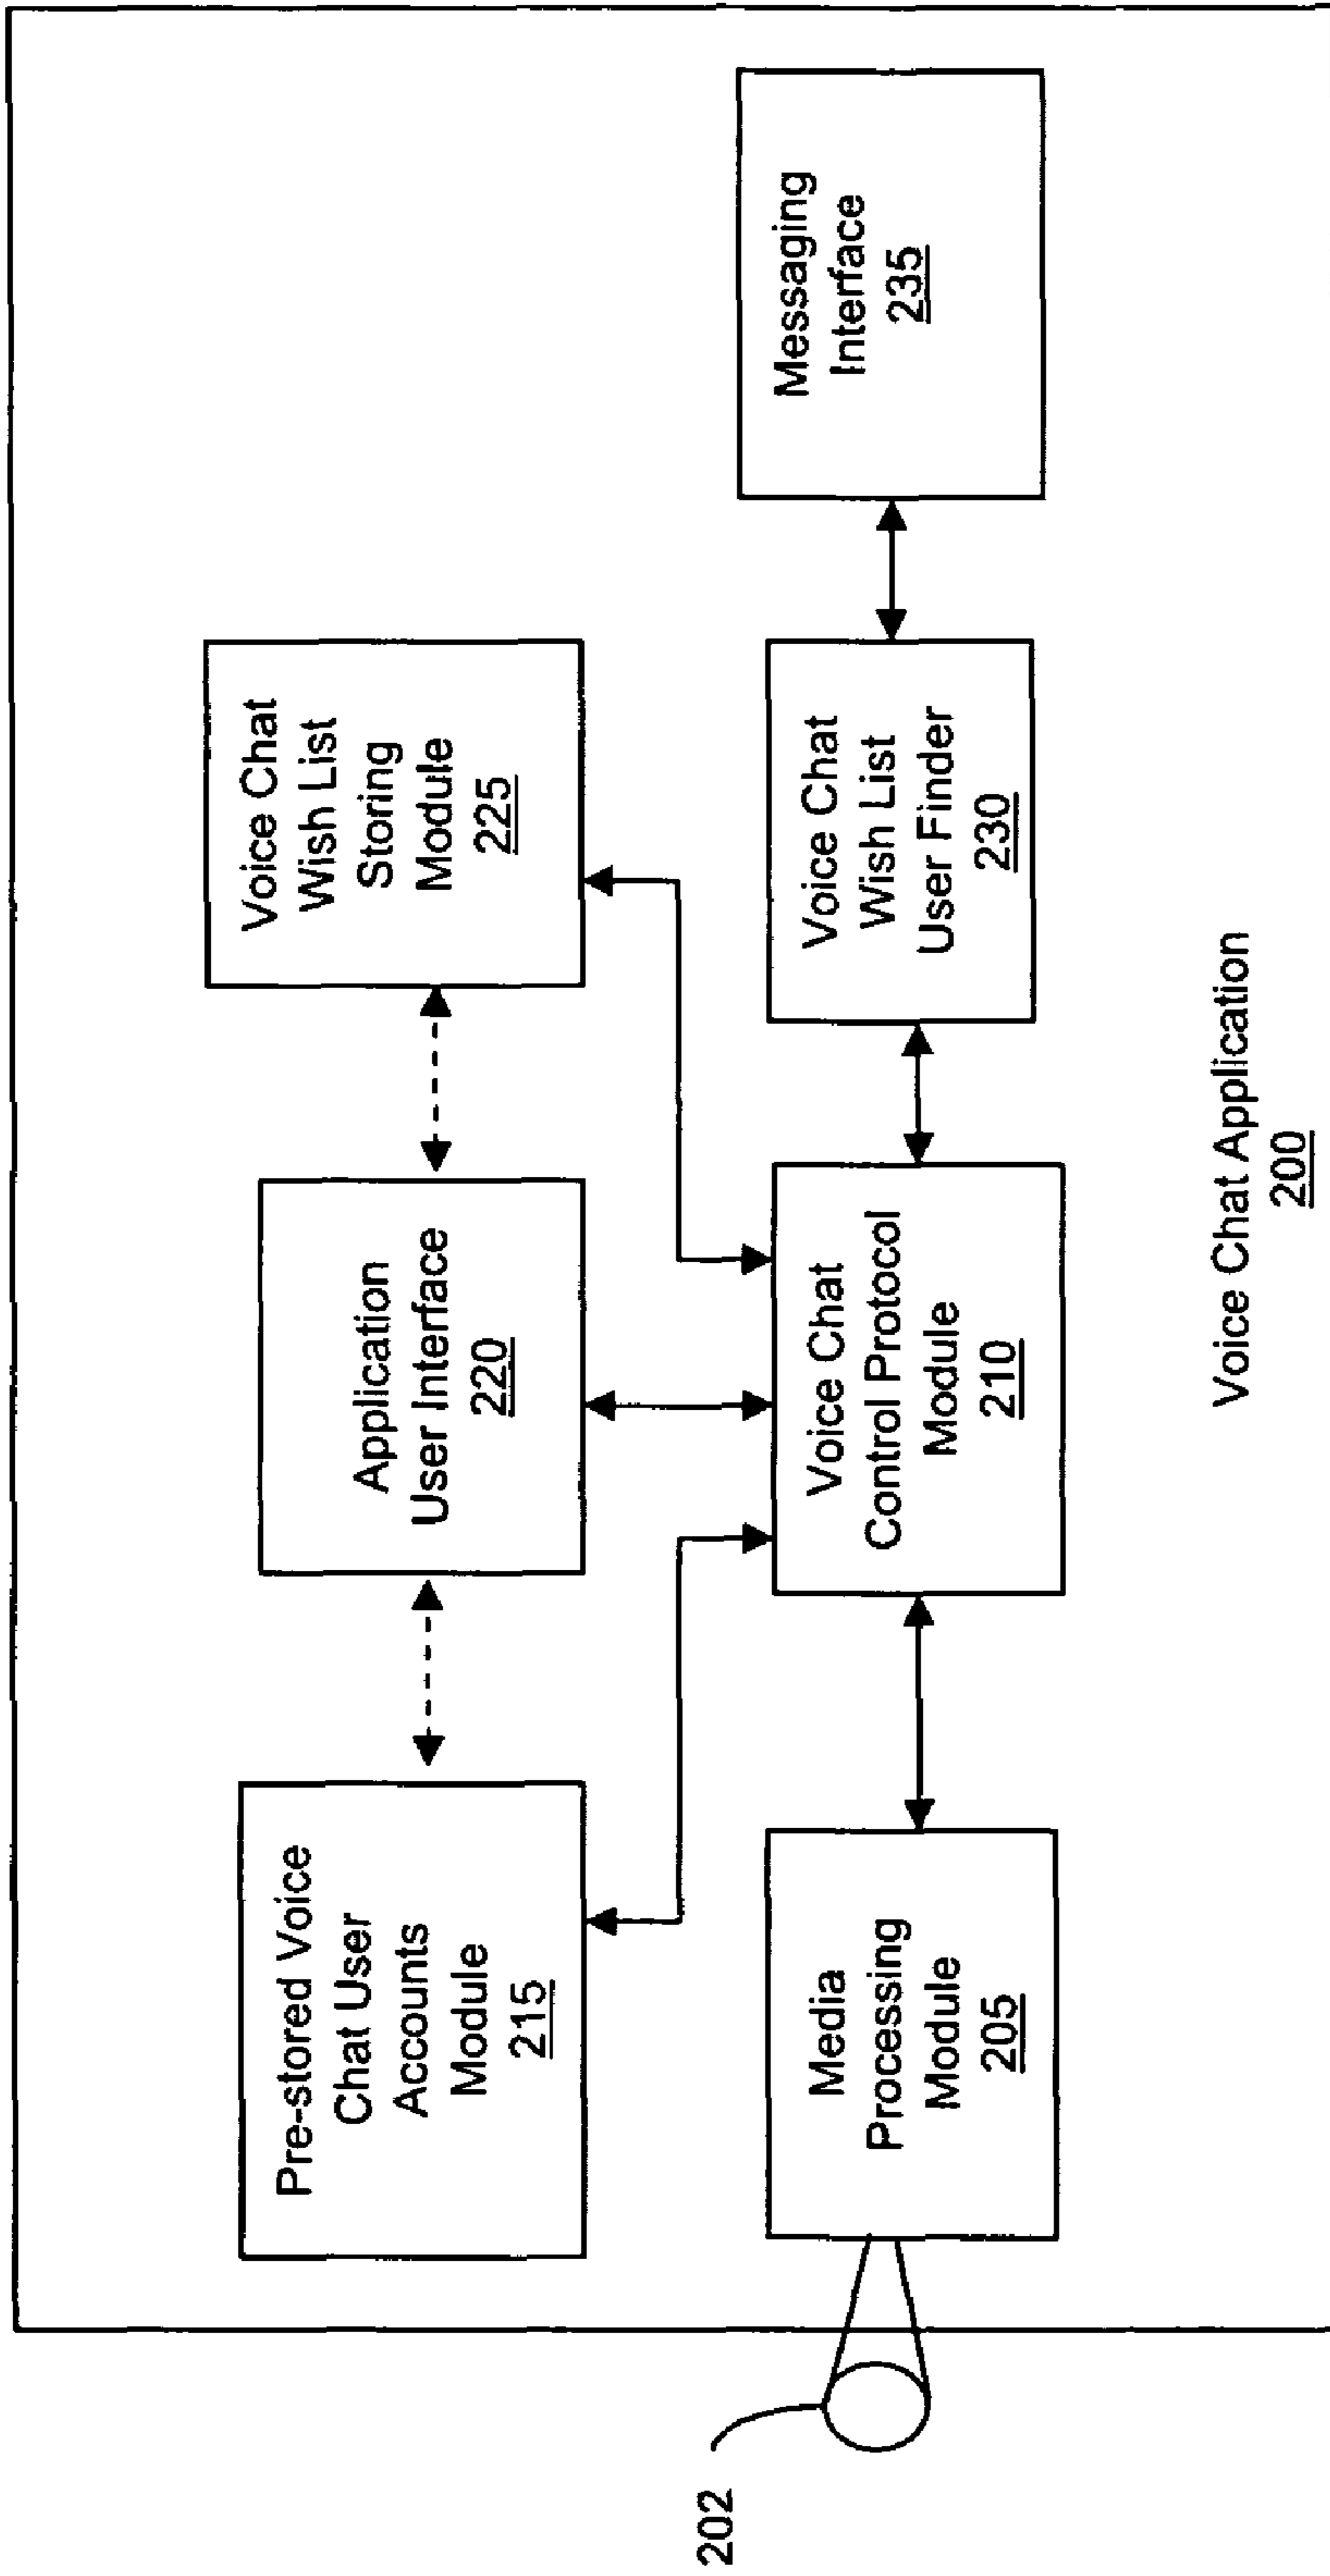 Pre-stored Voice
Chat User
Accounts
Module
215
Application
User Interface
220
Voice Chat
Wish List
Storing
Module
225
202
Media
Processing
Module
205
Voice Chat
Control Protocol
Module
210
Voice Chat
Wish List
User Finder
230
Messaging
Interface
235
Voice Chat Application
200